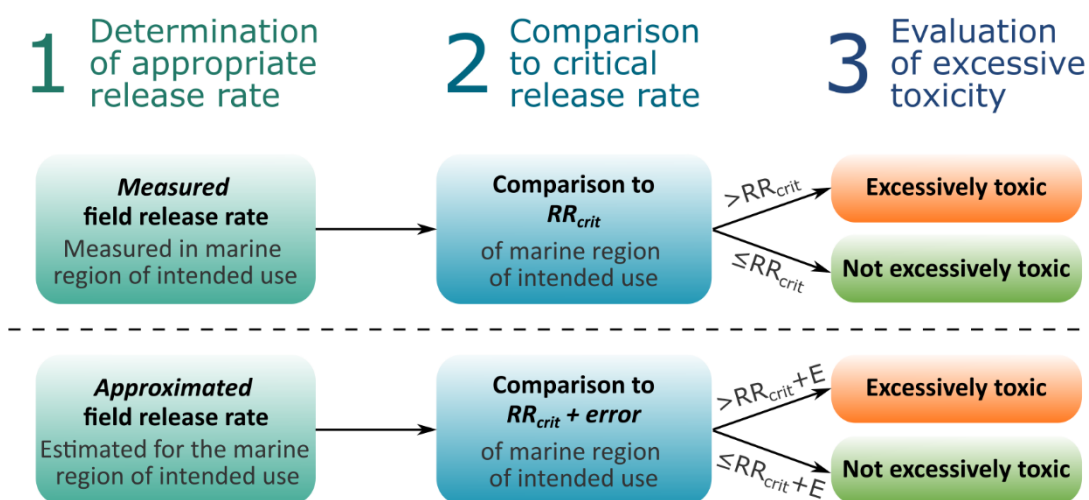 1 Determination
of appropriate
release rate
2 Comparison
to critical
release rate
3 Evaluation
of excessive
toxicity
Measured
field release rate
Measured in marine
region of intended use
Comparison to
RRcrit
of marine region
of intended use
>RRcrit
≤RRcrit
Excessively toxic
Not excessively toxic
Approximated
field release rate
Estimated for the marine
region of intended use
Comparison to
RRcrit + error
of marine region
of intended use
>RRcrit+E
≤RRcrit+E
Excessively toxic
Not excessively toxic